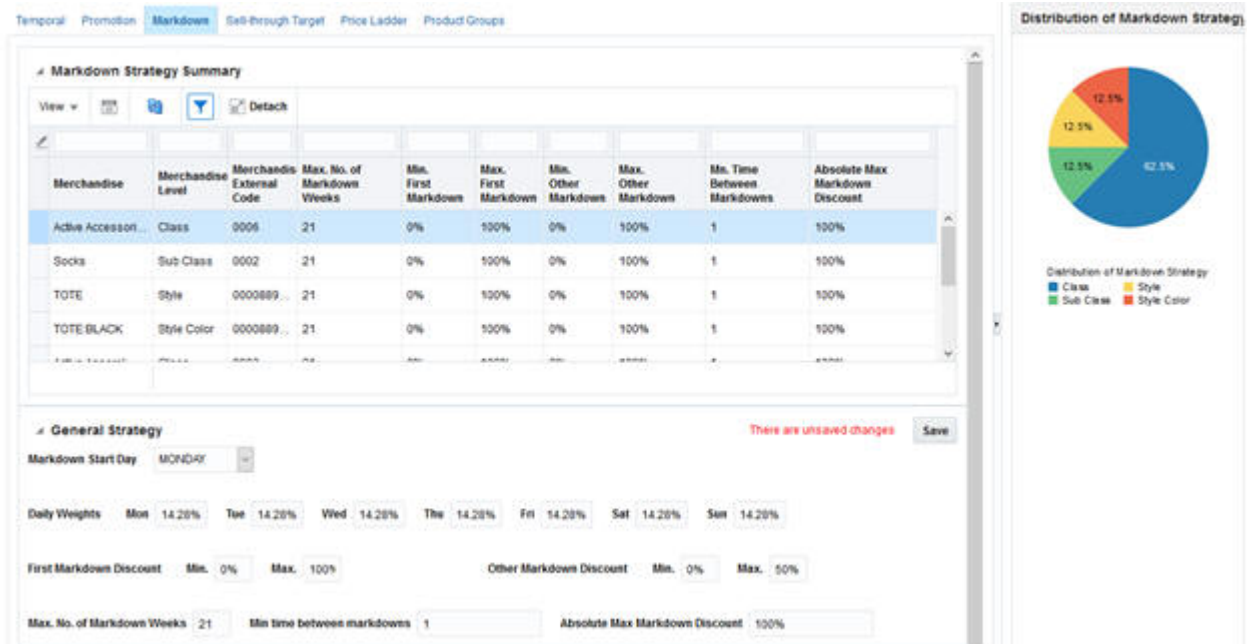 Temporal Promotion Markdown Sell-through Target Price Ladder Product Groups
Distribution of Markdown Strategy
Markdown Strategy Summary
View Detach
Merchandise Merchandise Level Merchandis External Code Max. No. of Markdown Weeks Min. First Markdown Max. First Markdown Min. Other Markdown Max. Other Markdown Mn. Time Between Markdowns Absolute Max Markdown Discount
Active Accessori... Class 0006 21 0% 100% 0% 100% 1 100%
Socks Sub Class 0002 21 0% 100% 0% 100% 1 100%
TOTE Style 0000889... 21 0% 100% 0% 100% 1 100%
TOTE:BLACK Style Color 0000889... 21 0% 100% 0% 100% 1 100%
12.5%
12.5%
12.5%
62.5%
Distribution of Markdown Strategy
Class Style
Sub Class Style Color
General Strategy There are unsaved changes Save
Markdown Start Day MONDAY
Daily Weights Mon 14.28% Tue 14.28% Wed 14.28% Thu 14.28% Fri 14.28% Sat 14.28% Sun 14.28%
First Markdown Discount Min. 0% Max. 100% Other Markdown Discount Min. 0% Max. 50%
Max. No. of Markdown Weeks 21 Min time between markdowns 1 Absolute Max Markdown Discount 100%